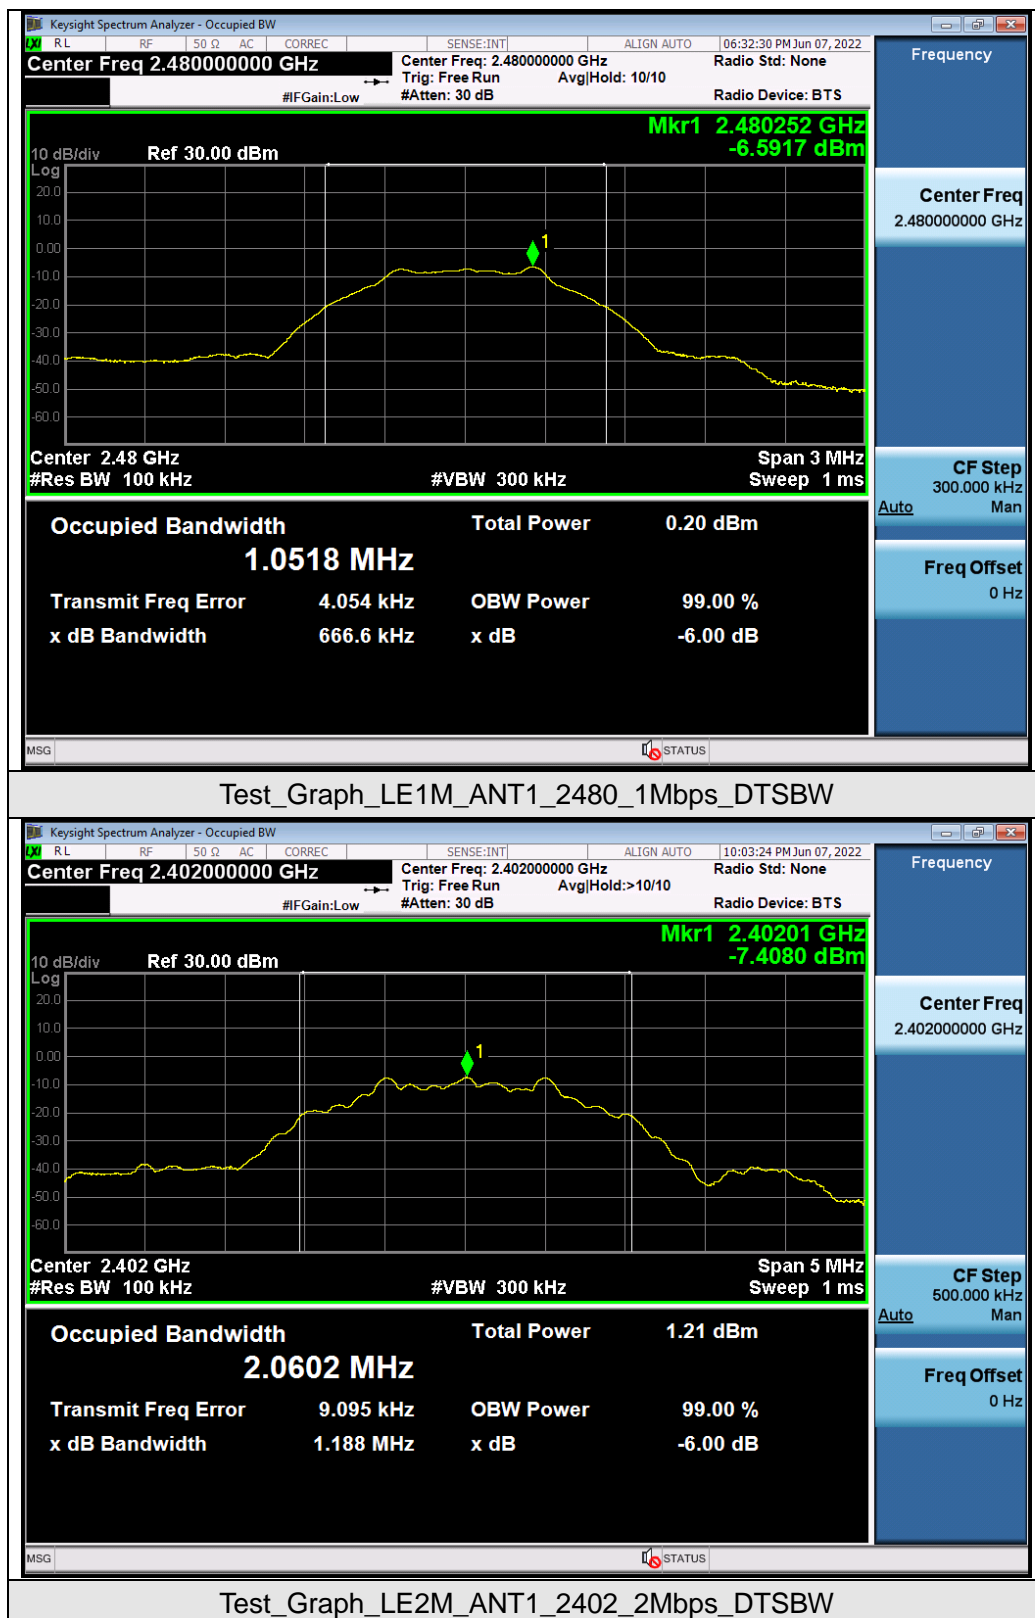 Keysight Spectrum Analyzer - Occupied BW
LXI RL RF 50 Ω AC CORREC SENSE:INT ALIGN AUTO 06:32:30 PM Jun 07, 2022
Center Freq 2.480000000 GHz
Center Freq: 2.480000000 GHz
Radio Std: None
Trig: Free Run Avg|Hold: 10/10
#IFGain:Low #Atten: 30 dB Radio Device: BTS
Frequency
Mkr1 2.480252 GHz
-6.5917 dBm
10 dB/div Ref 30.00 dBm
Log
20.0
10.0
0.00
-10.0
-20.0
-30.0
-40.0
-50.0
-60.0
1
Center 2.48 GHz Span 3 MHz
#Res BW 100 kHz #VBW 300 kHz Sweep 1 ms
Center Freq
2.480000000 GHz
CF Step
300.000 kHz
Auto Man
Freq Offset
0 Hz
Occupied Bandwidth Total Power 0.20 dBm
1.0518 MHz
Transmit Freq Error 4.054 kHz OBW Power 99.00 %
x dB Bandwidth 666.6 kHz x dB -6.00 dB
MSG STATUS
Test_Graph_LE1M_ANT1_2480_1Mbps_DTSBW
Keysight Spectrum Analyzer - Occupied BW
LXI RL RF 50 Ω AC CORREC SENSE:INT ALIGN AUTO 10:03:24 PM Jun 07, 2022
Center Freq 2.402000000 GHz
Center Freq: 2.402000000 GHz
Radio Std: None
Trig: Free Run Avg|Hold:>10/10
#IFGain:Low #Atten: 30 dB Radio Device: BTS
Frequency
Mkr1 2.40201 GHz
-7.4080 dBm
10 dB/div Ref 30.00 dBm
Log
20.0
10.0
0.00
-10.0
-20.0
-30.0
-40.0
-50.0
-60.0
1
Center 2.402 GHz Span 5 MHz
#Res BW 100 kHz #VBW 300 kHz Sweep 1 ms
Center Freq
2.402000000 GHz
CF Step
500.000 kHz
Auto Man
Freq Offset
0 Hz
Occupied Bandwidth Total Power 1.21 dBm
2.0602 MHz
Transmit Freq Error 9.095 kHz OBW Power 99.00 %
x dB Bandwidth 1.188 MHz x dB -6.00 dB
MSG STATUS
Test_Graph_LE2M_ANT1_2402_2Mbps_DTSBW